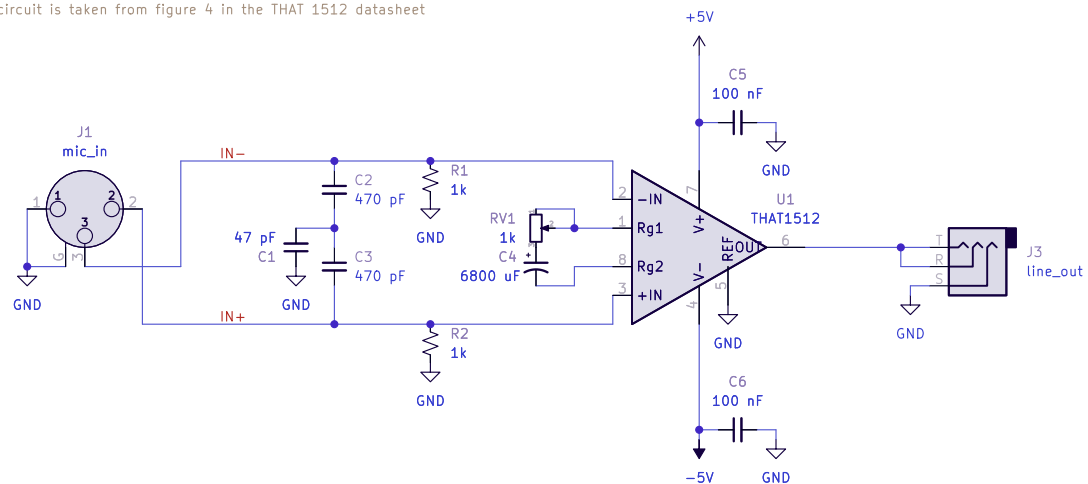 circuit is taken from figure 4 in the THAT 1512 datasheet
+5V
C5
100 nF
GND
J1
mic_in
1
1
2
2
3
G
3
GND
IN-
IN+
C2
470 pF
47 pF
C1
GND
C3
470 pF
R1
1k
GND
R2
1k
GND
RV1
1k
2
C4
+
6800 uF
2
-IN
1
Rg1
8
Rg2
3
+IN
7
V+
V-
4
REF
5
OUT
6
U1
THAT1512
GND
C6
100 nF
-5V
GND
T
R
S
J3
line_out
GND